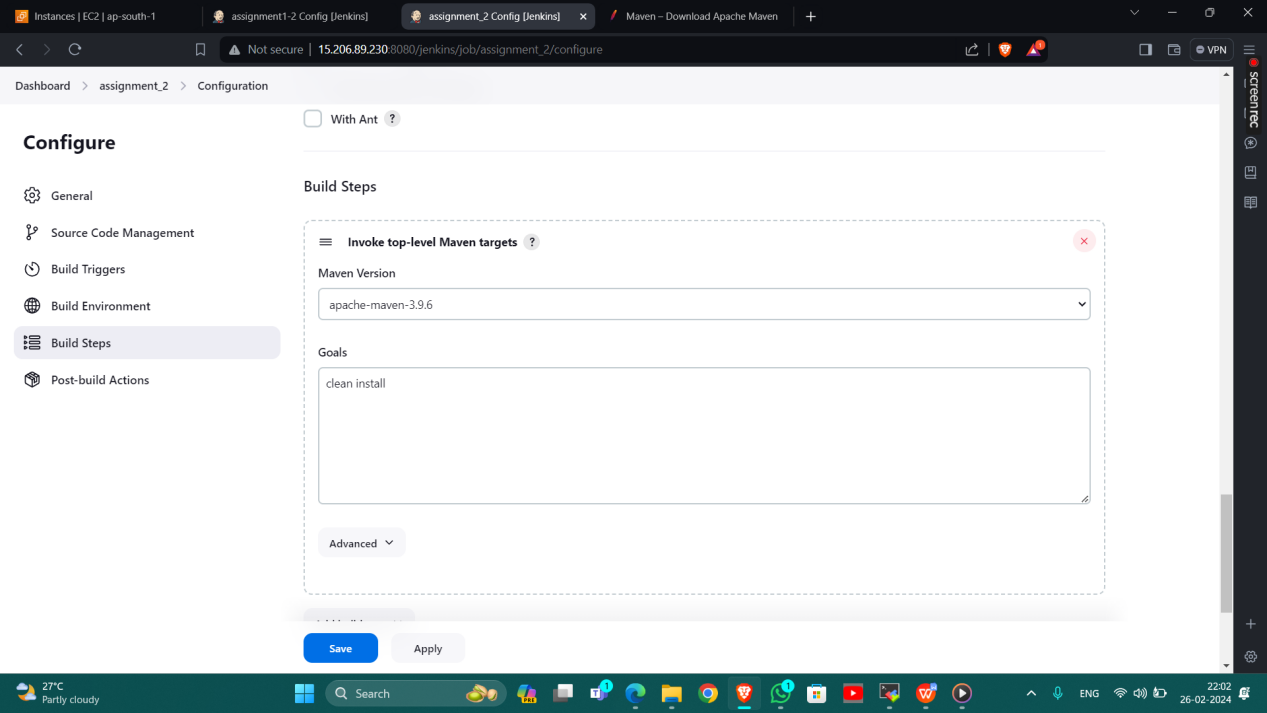 Instances | EC2 | ap-south-1
assignment1-2 Config [Jenkins]
assignment_2 Config [Jenkins]
Maven – Download Apache Maven
Not secure
15.206.89.230:8080/jenkins/job/assignment_2/configure
1
VPN
screenrec
Dashboard
assignment_2
Configuration
Configure
General
Source Code Management
Build Triggers
Build Environment
Build Steps
Post-build Actions
With Ant ?
Build Steps
Invoke top-level Maven targets ?
Maven Version
apache-maven-3.9.6
Goals
clean install
Advanced
Save
Apply
27°C
Partly cloudy
Search
PRE
1
1
ENG
22:02
26-02-2024